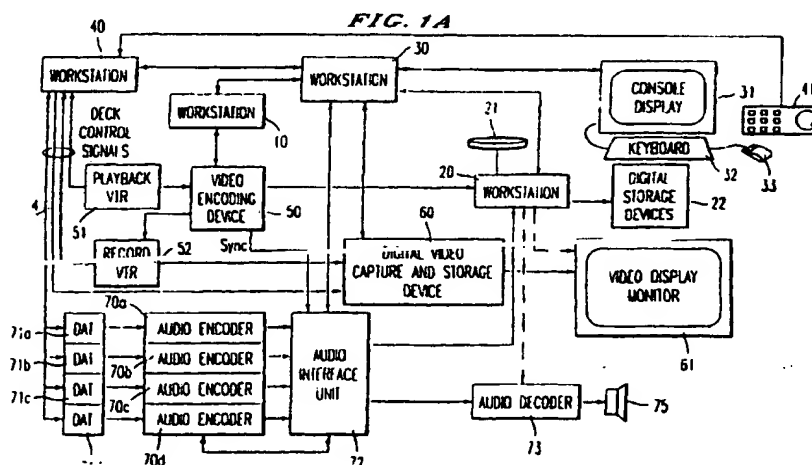 FIG. 1A
40
30
WORKSTATION
WORKSTATION
CONSOLE
DISPLAY
31
41
DECK
CONTROL
SIGNALS
WORKSTATION
10
21
KEYBOARD
32
33
PLAYBACK
VTR
51
VIDEO
ENCODING
DEVICE
50
20
WORKSTATION
DIGITAL
STORAGE
DEVICES
22
4
RECORD
VTR
52
Sync
60
DIGITAL VIDEO
CAPTURE AND STORAGE
DEVICE
VIDEO DISPLAY
MONITOR
61
70a
71a
DAT
AUDIO ENCODER
71b
DAT
70b
AUDIO ENCODER
71c
DAT
70c
AUDIO ENCODER
DAT
AUDIO ENCODER
70d
AUDIO
INTERFACE
UNIT
AUDIO DECODER
73
75